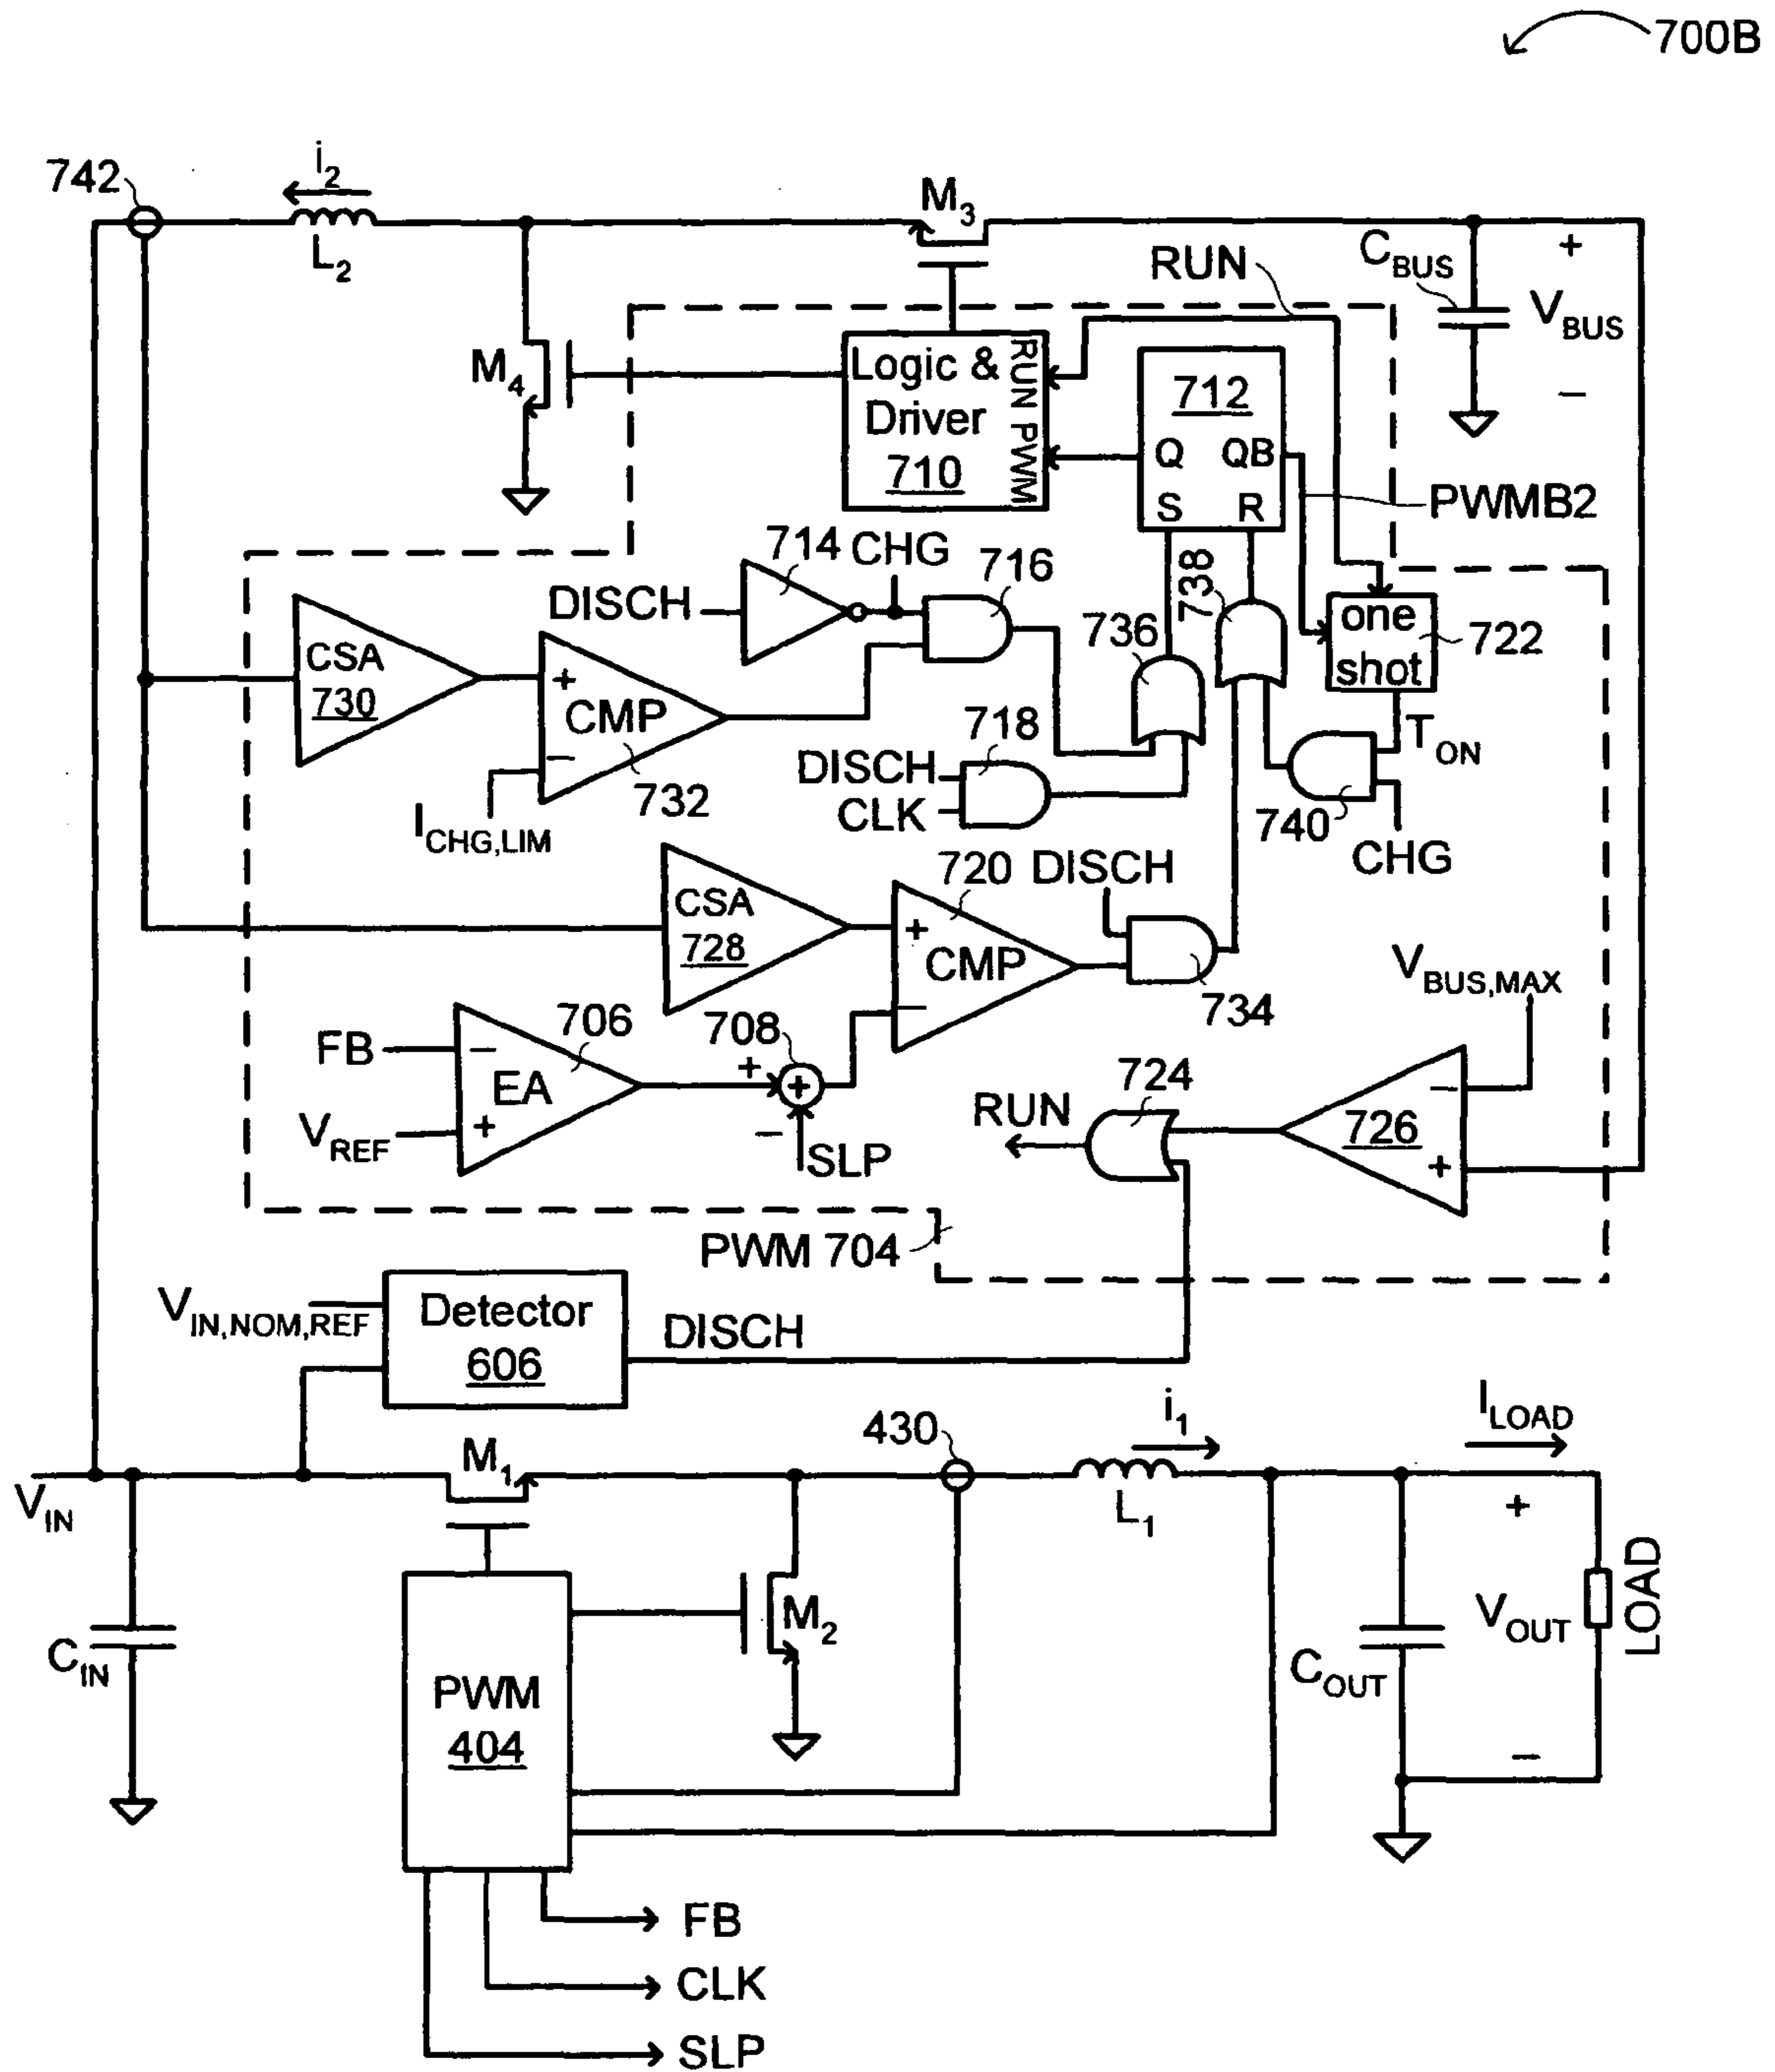 700B
742
i2
L2
M3
RUN
CBUS
+
VBUS
−
M4
Logic &
Driver
710
RUN
PWM
712
Q QB
S R
PWMB2
714
CHG
716
DISCH
736
738
one
shot
722
CSA
730
+
CMP
−
732
ICHG,LIM
718
DISCH
CLK
TON
740
CHG
CSA
728
720
DISCH
+
CMP
−
734
VBUS,MAX
FB
−
706
EA
VREF
+
708
+
+
−
SLP
724
RUN
−
726
+
PWM 704
VIN,NOM,REF
Detector
606
DISCH
430
i1
ILOAD
M1
VIN
L1
+
CIN
M2
VOUT
LOAD
COUT
−
PWM
404
FB
CLK
SLP